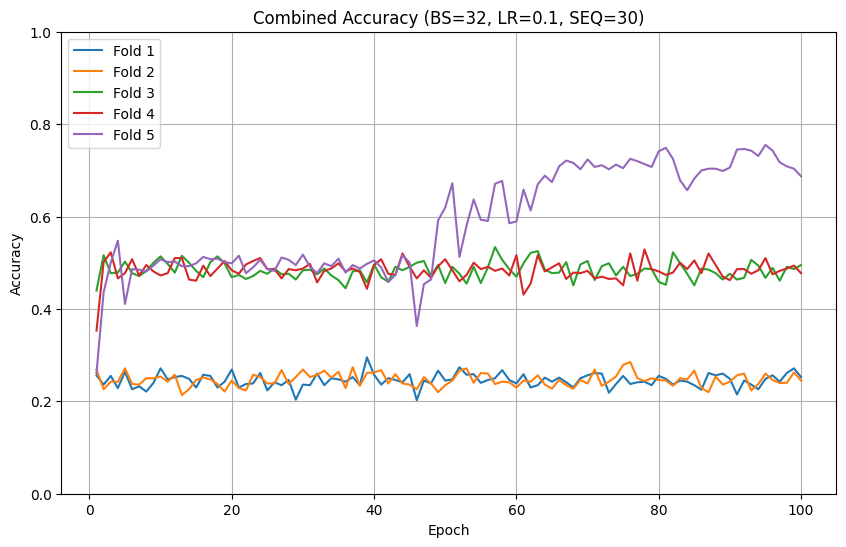 Combined Accuracy (BS=32, LR=0.1, SEQ=30)
Fold 1
Fold 2
Fold 3
Fold 4
Fold 5
Accuracy
1.0
0.8
0.6
0.4
0.2
0.0
0 20 40 60 80 100
Epoch